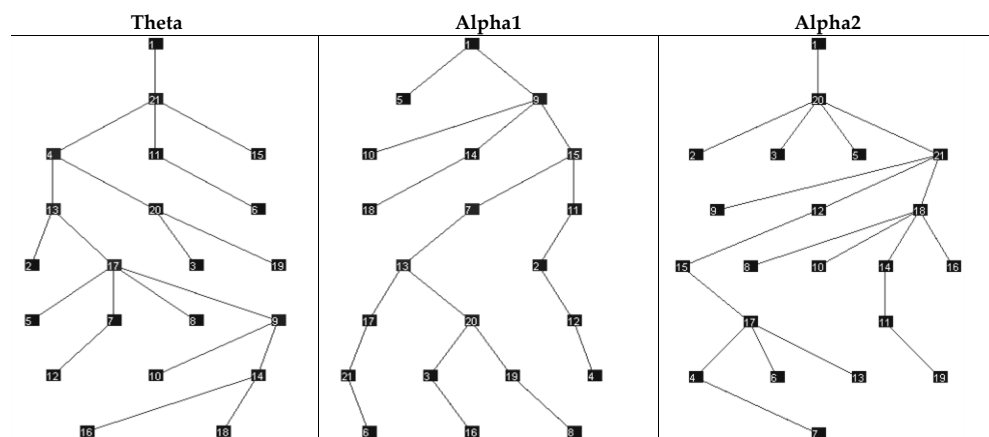 Theta Alpha1 Alpha2
1 1 1
21 5 9 20
4 11 15 10 14 15 2 3 5 21
13 20 6 18 7 11 9 12 18
2 17 3 19 13 2 15 8 10 14 16
5 7 8 9 17 20 12 17 11
12 10 14 21 3 19 4 4 6 13 19
16 18 6 16 8 7